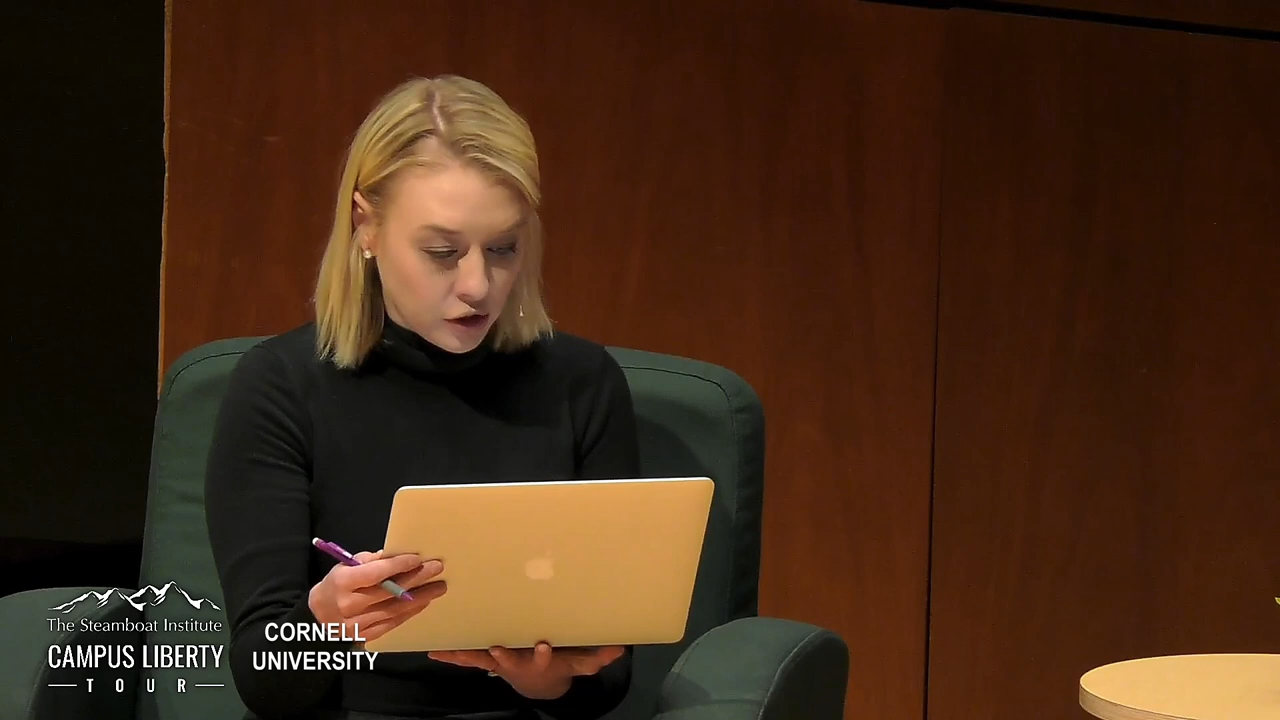 The Steamboat Institute
CAMPUS LIBERTY
TOUR
CORNELL
UNIVERSITY